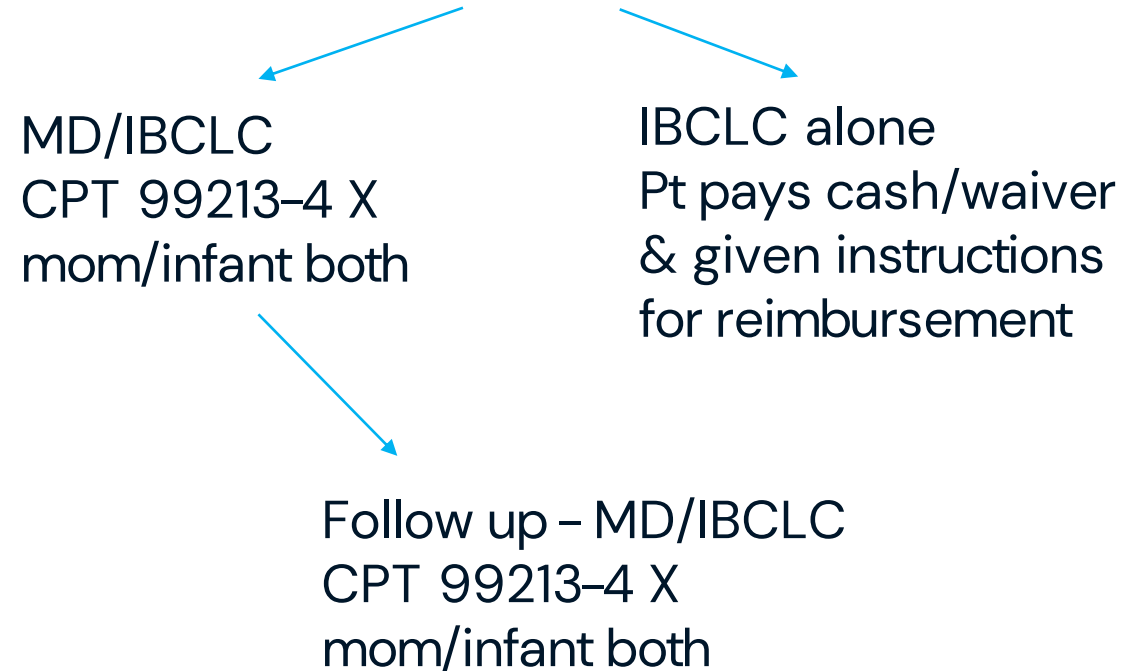 MD/IBCLC
CPT 99213-4 X
mom/infant both
IBCLC alone
Pt pays cash/waiver
& given instructions
for reimbursement
Follow up - MD/IBCLC
CPT 99213-4 X
mom/infant both